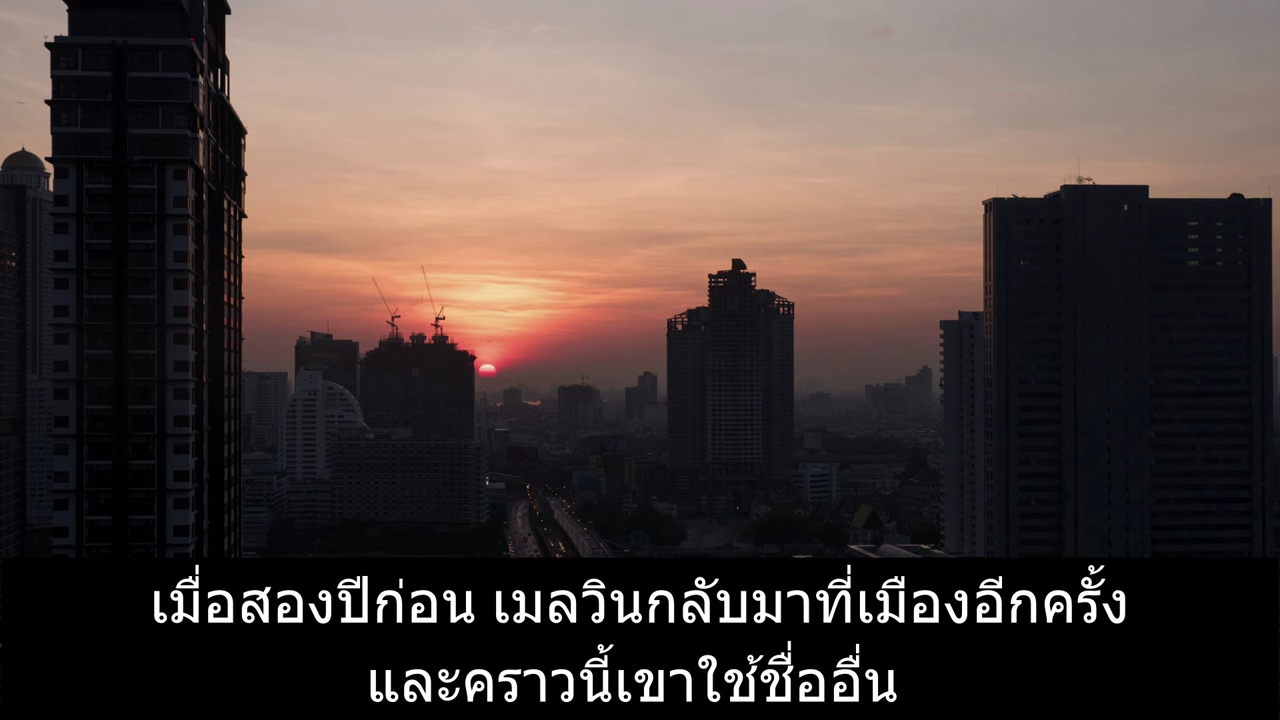 เมื่อสองปีก่อน เมลวินกลับมาที่เมืองอีกครั้ง
และคราวนี้เขาใช้ชื่ออื่น